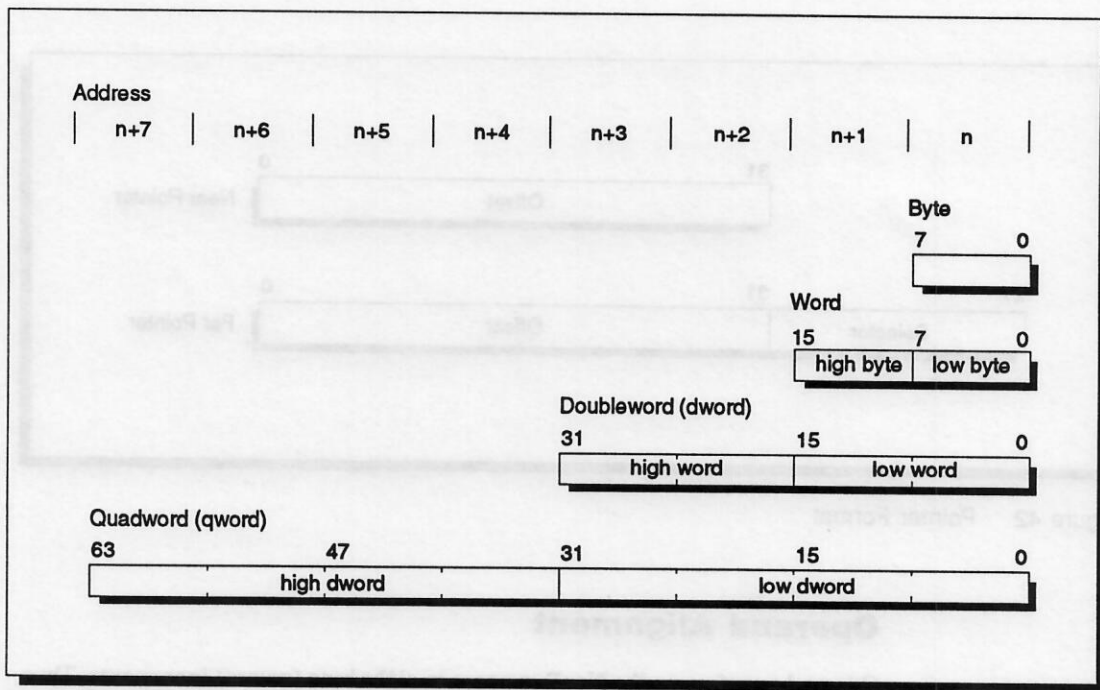 Address
n+7 n+6 n+5 n+4 n+3 n+2 n+1 n
Byte
7 0
Word
15 7 0
high byte low byte
Doubleword (dword)
31 15 0
high word low word
Quadword (qword)
63 47 31 15 0
high dword low dword